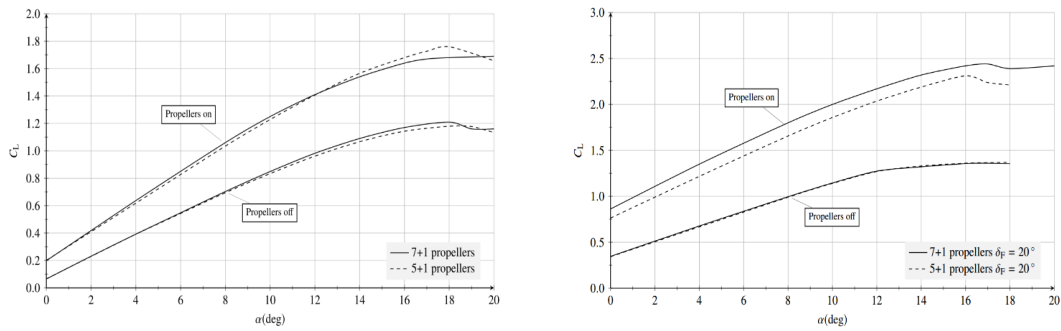 2.0
1.8
1.6
1.4
1.2
1.0
0.8
0.6
0.4
0.2
0.0
C_L
Propellers on
Propellers off
7+1 propellers
5+1 propellers
0 2 4 6 8 10 12 14 16 18 20
α(deg)
3.0
2.5
2.0
1.5
1.0
0.5
0.0
C_L
Propellers on
Propellers off
7+1 propellers δ_F = 20°
5+1 propellers δ_F = 20°
0 2 4 6 8 10 12 14 16 18 20
α(deg)